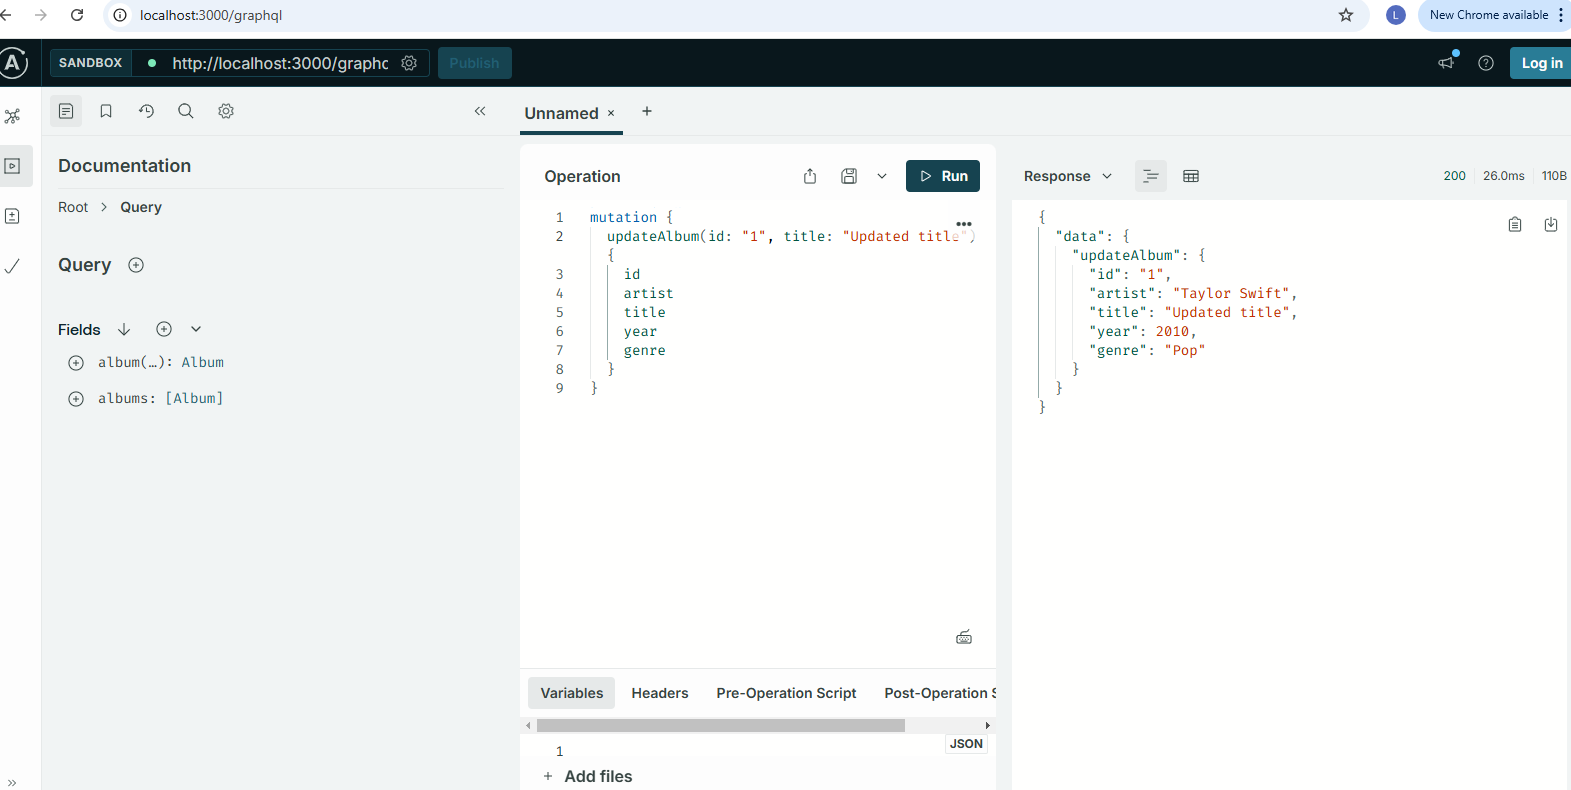 localhost:3000/graphql
L
New Chrome available
A
SANDBOX
http://localhost:3000/graphc
Publish
Log in
Unnamed × +
Documentation
Root > Query
Query
Fields
album(…): Album
albums: [Album]
Operation
Run
1 mutation {
2 updateAlbum(id: "1", title: "Updated title")
{
3 id
4 artist
5 title
6 year
7 genre
8 }
9 }
Variables Headers Pre-Operation Script Post-Operation S
JSON
1
+ Add files
Response
200 26.0ms 110B
{
"data": {
"updateAlbum": {
"id": "1",
"artist": "Taylor Swift",
"title": "Updated title",
"year": 2010,
"genre": "Pop"
}
}
}